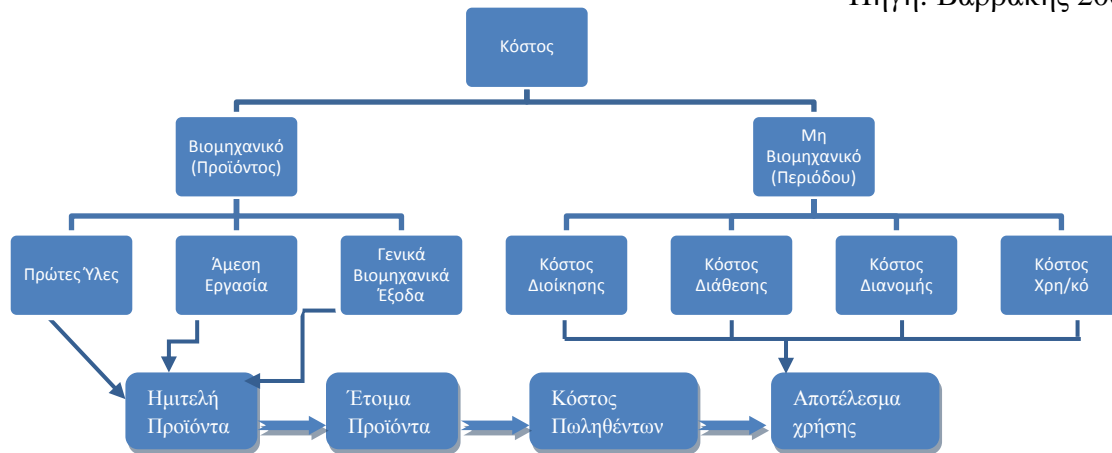 Κόστος
Βιομηχανικό
(Προϊόντος)
Μη
Βιομηχανικό
(Περιόδου)
Πρώτες Ύλες
Άμεση
Εργασία
Γενικά
Βιομηχανικά
Έξοδα
Κόστος
Διοίκησης
Κόστος
Διάθεσης
Κόστος
Διανομής
Κόστος
Χρη/κό
Ημιτελή
Προϊόντα
Έτοιμα
Προϊόντα
Κόστος
Πωληθέντων
Αποτέλεσμα
χρήσης